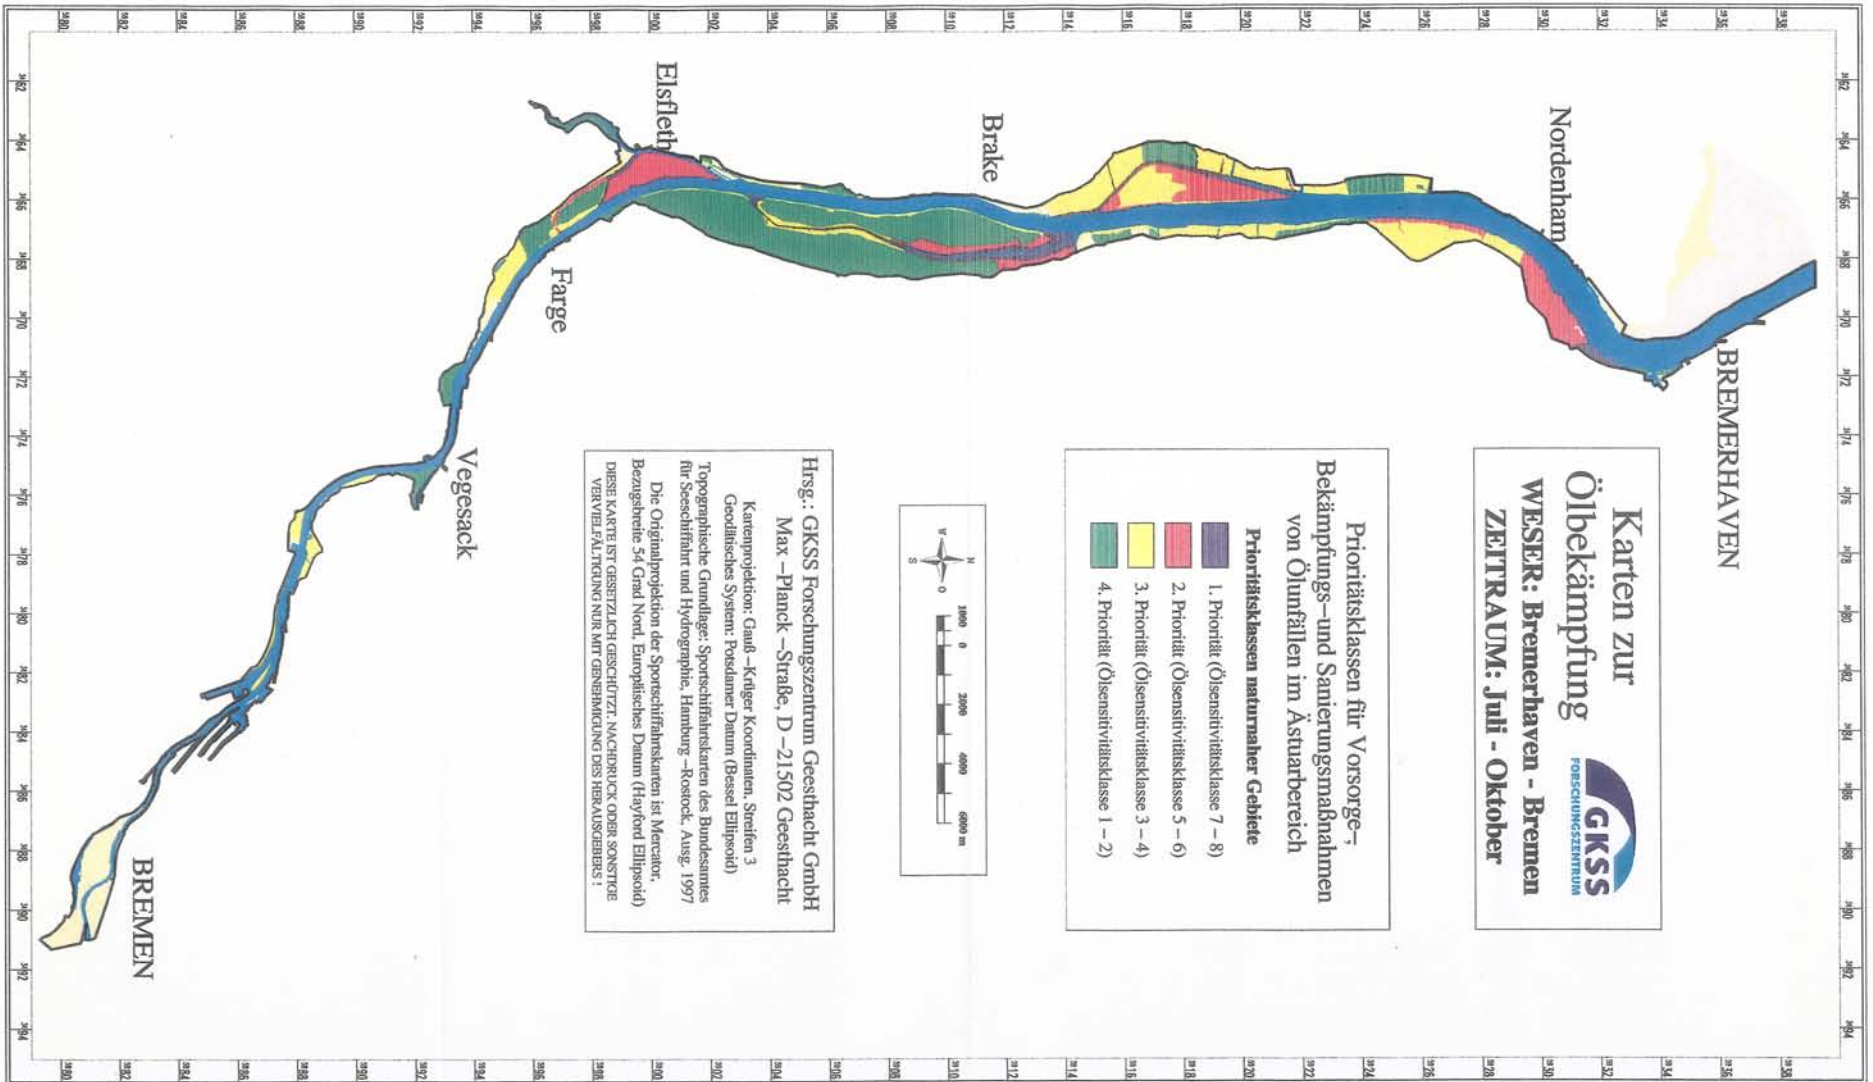 Karten zur
Ölbekämpfung
GKSS
FORSCHUNGSZENTRUM
WESER: Bremerhaven - Bremen
ZEITRAUM: Juli - Oktober
Prioritätsklassen für Vorsorge-,
Bekämpfungs-und Sanierungsmaßnahmen
von Ölunfällen im Ästuarbereich
Prioritätsklassen naturnaher Gebiete
1. Priorität (Ölsensitivitätsklasse 7 – 8)
2. Priorität (Ölsensitivitätsklasse 5 – 6)
3. Priorität (Ölsensitivitätsklasse 3 – 4)
4. Priorität (Ölsensitivitätsklasse 1 – 2)
N
W
O
S
1000 0 2000 4000 6000 m
Hrsg.: GKSS Forschungszentrum Geesthacht GmbH
Max –Planck –Straße, D –21502 Geesthacht
Kartenprojektion: Gauß –Krüger Koordinaten, Streifen 3
Geodätisches System: Potsdamer Datum (Bessel Ellipsoid)
Topographische Grundlage: Sportschiffahrtskarten des Bundesamtes
für Seeschiffahrt und Hydrographie, Hamburg –Rostock, Ausg. 1997
Die Originalprojektion der Sportschiffahrtskarten ist Mercator,
Bezugsbreite 54 Grad Nord, Europäisches Datum (Hayford Ellipsoid)
DIESE KARTE IST GESETZLICH GESCHÜTZT. NACHDRUCK ODER SONSTIGE
VERVIELFÄLTIGUNG NUR MIT GENEHMIGUNG DES HERAUSGEBERS !
BREMERHAVEN
Nordenham
Brake
Elsfleth
Farge
Vegesack
BREMEN